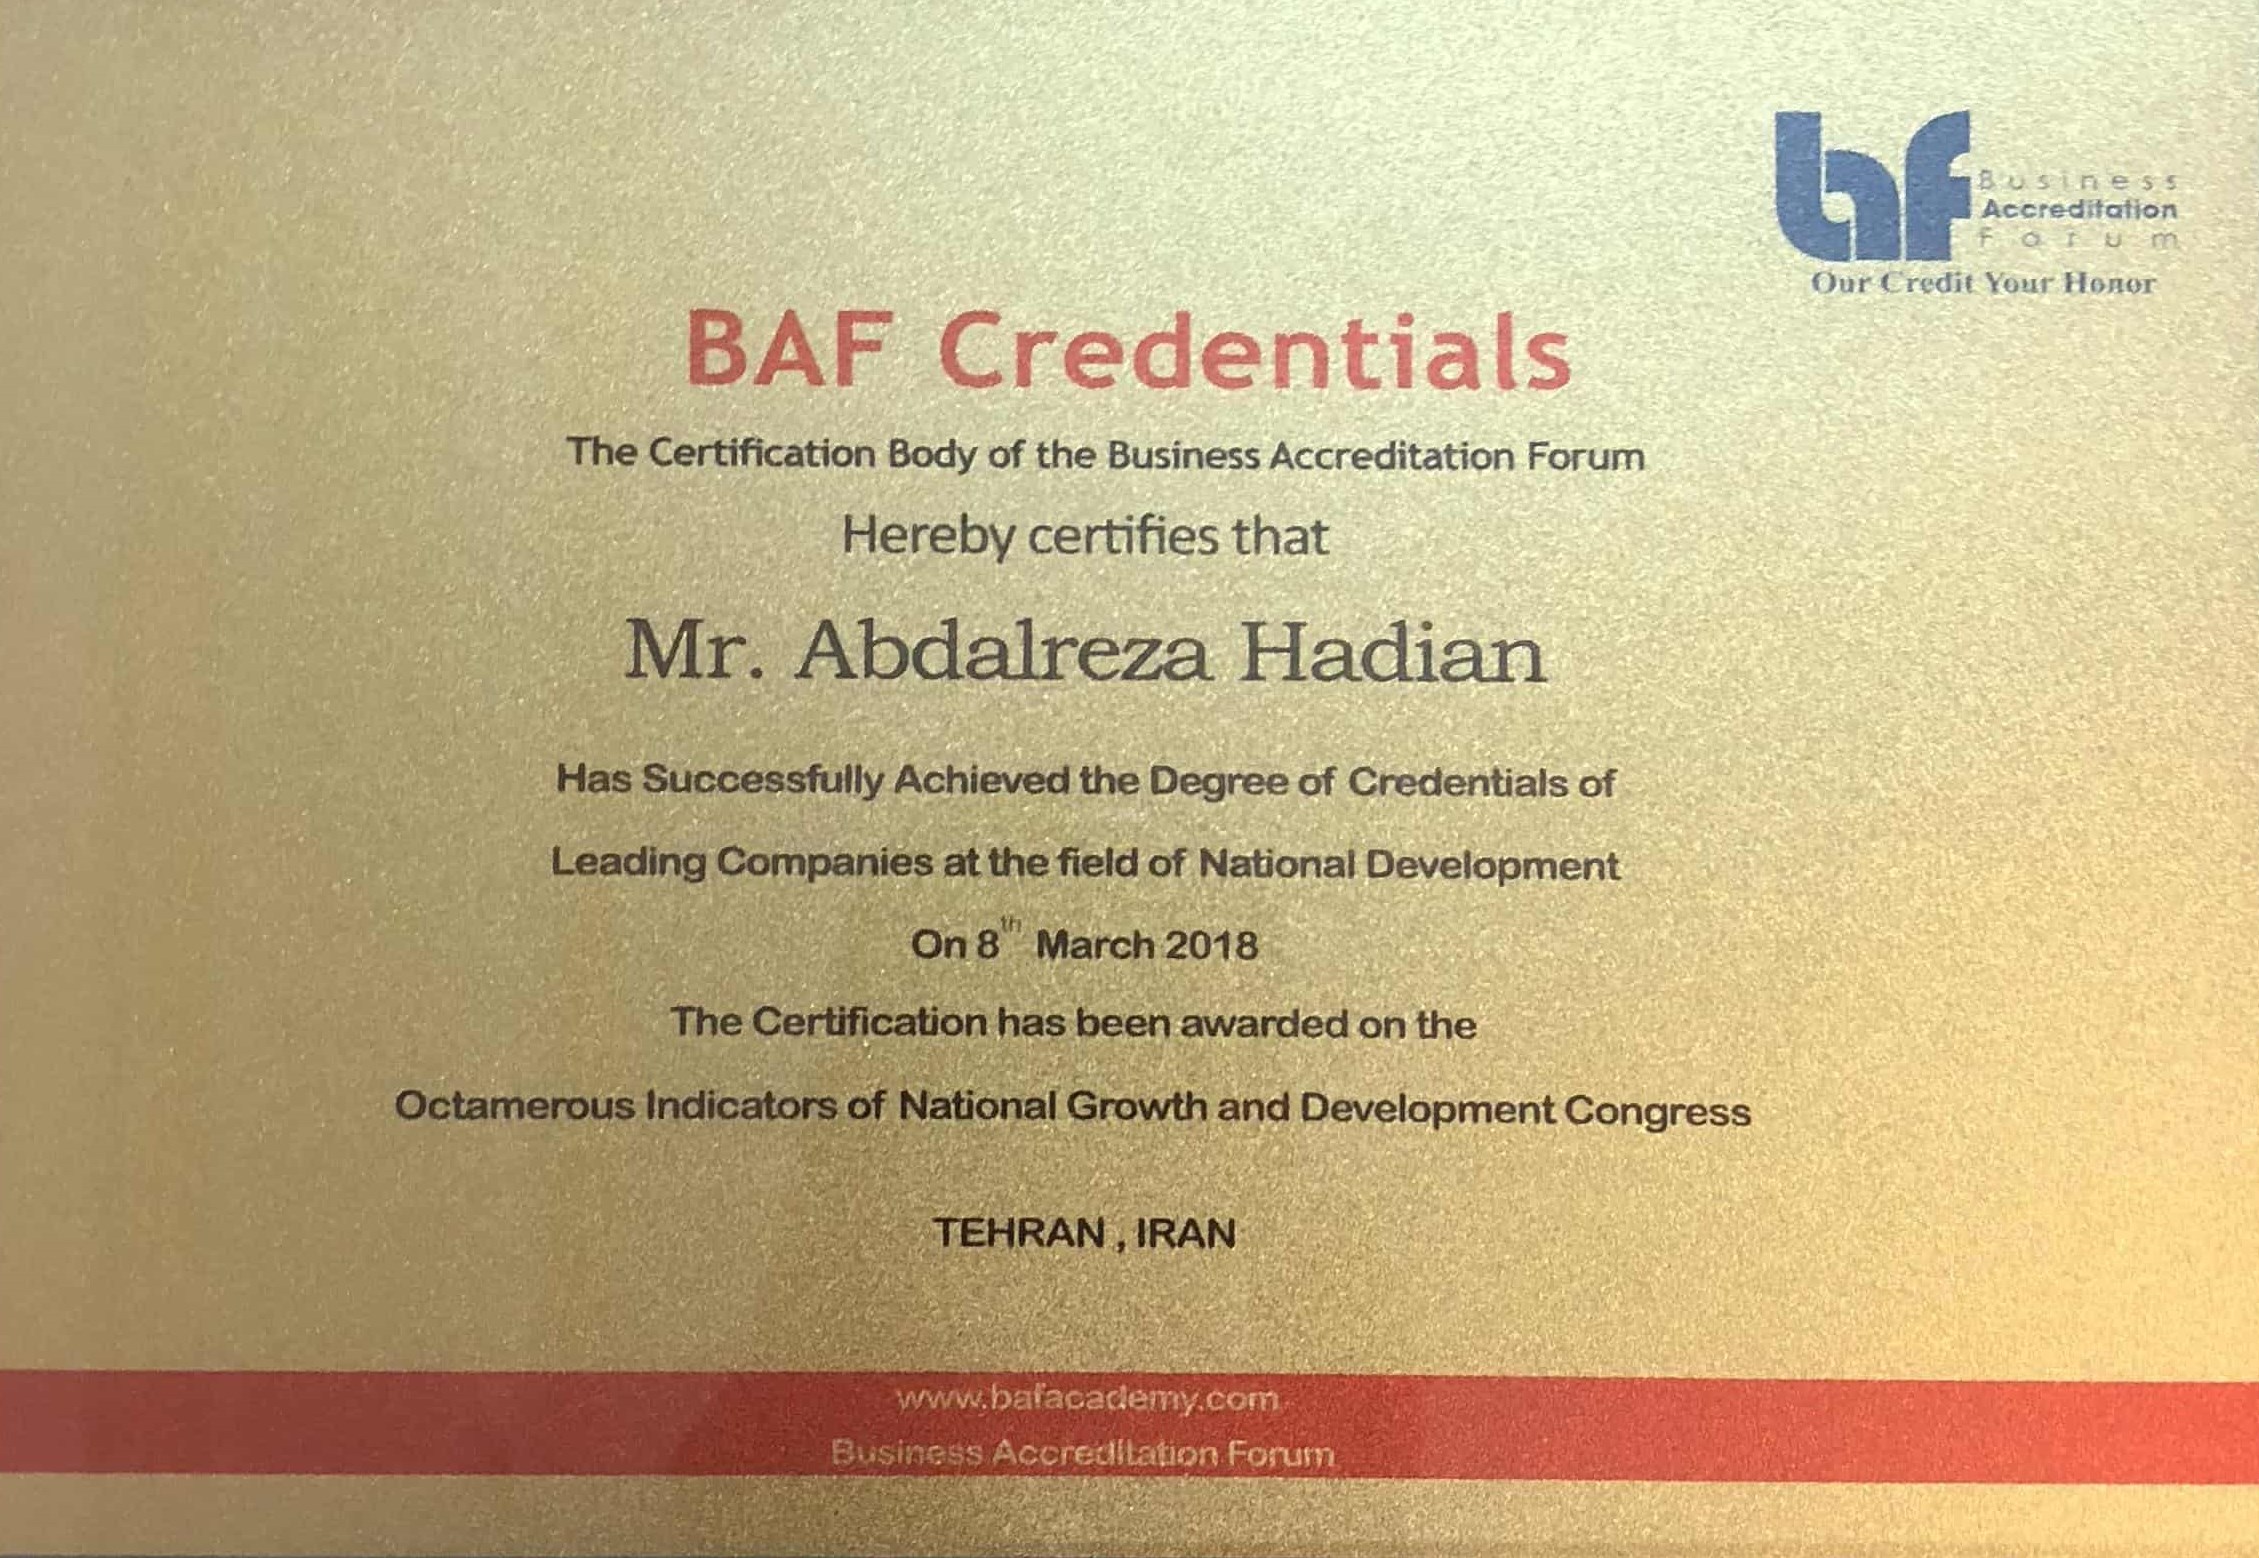 Business
Accreditation
Forum
Our Credit Your Honor
BAF Credentials
The Certification Body of the Business Accreditation Forum
Hereby certifies that
Mr. Abdalreza Hadian
Has Successfully Achieved the Degree of Credentials of
Leading Companies at the field of National Development
On 8th March 2018
The Certification has been awarded on the
Octamerous Indicators of National Growth and Development Congress
TEHRAN , IRAN
www.bafacademy.com
Business Accreditation Forum